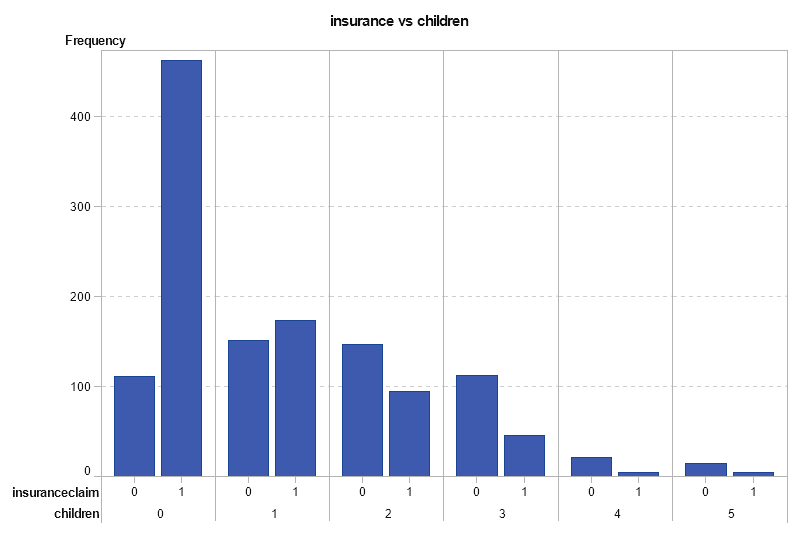 insurance vs children
Frequency
400
300
200
100
0
insuranceclaim 0 1 0 1 0 1 0 1 0 1 0 1
children 0 1 2 3 4 5